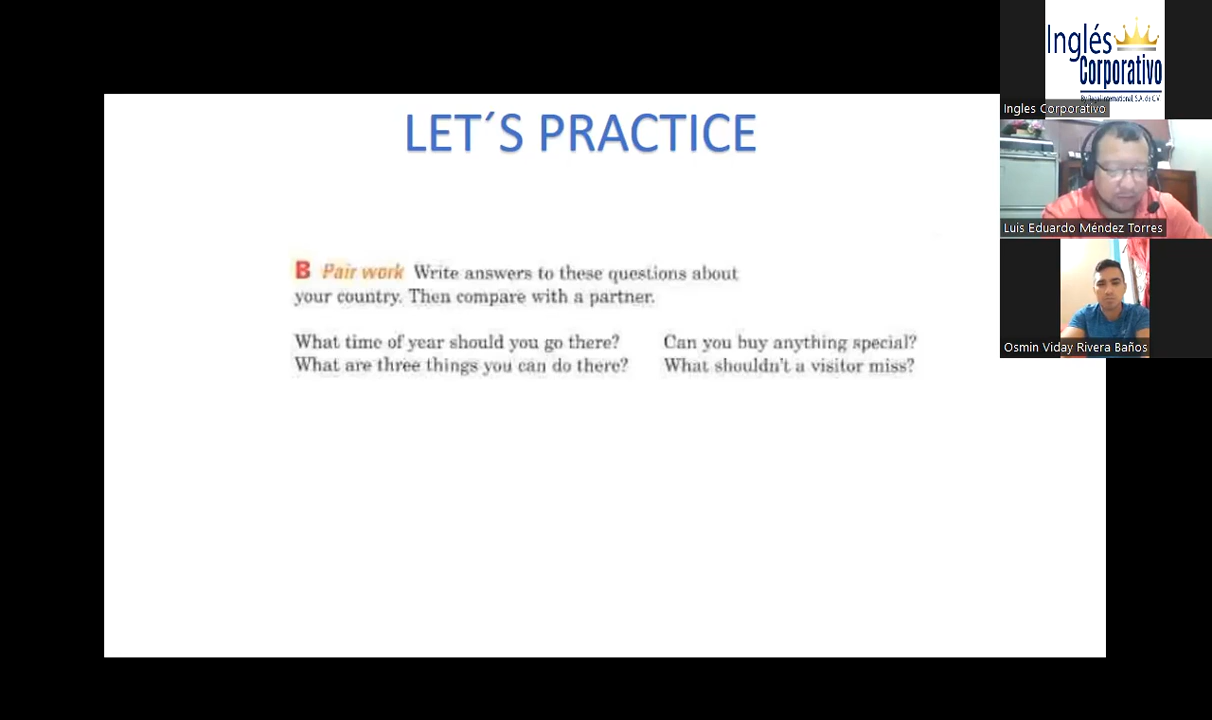 LET´S PRACTICE
B Pair work Write answers to these questions about
your country. Then compare with a partner.
What time of year should you go there?
What are three things you can do there?
Can you buy anything special?
What shouldn't a visitor miss?
Inglés
Corporativo
Ingles Corporativo
Luis Eduardo Méndez Torres
Osmin Viday Rivera Baños